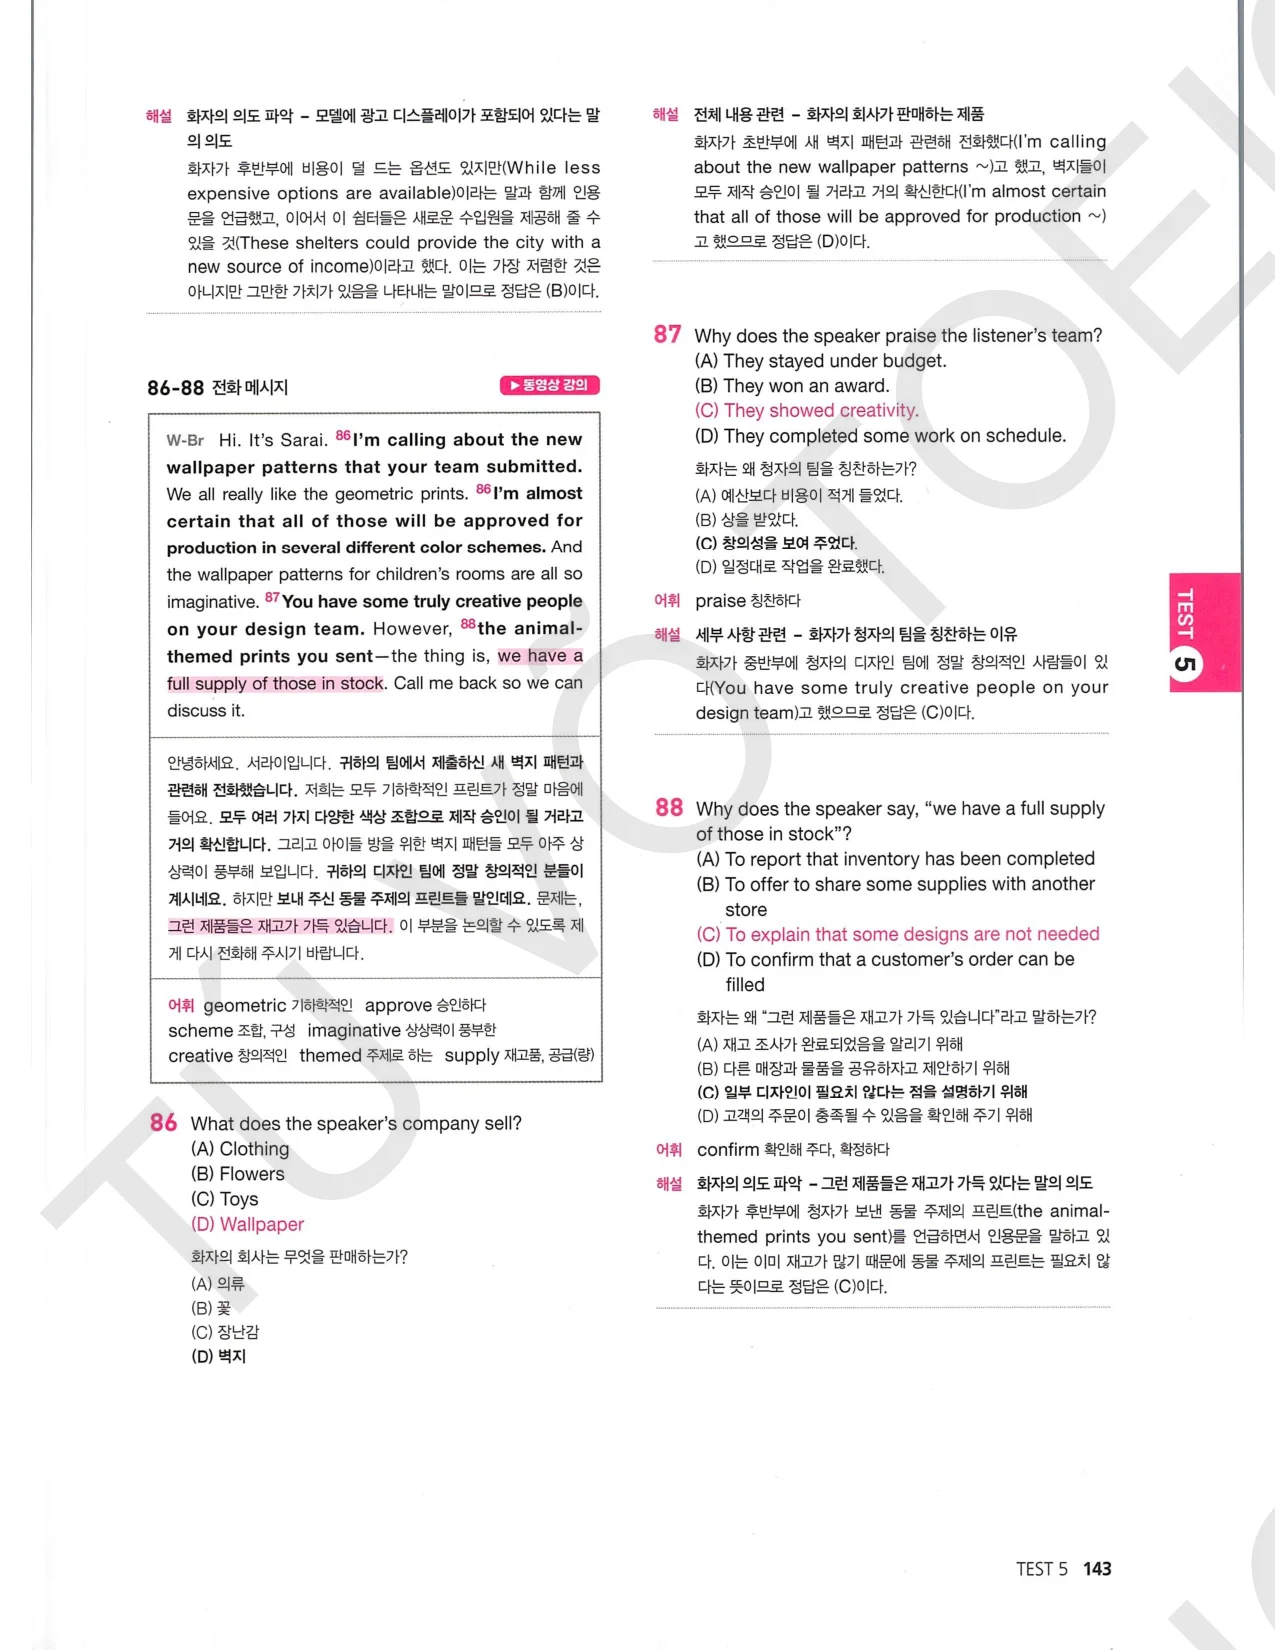 해설 화자의 의도 파악 – 모델에 광고 디스플레이가 포함되어 있다는 말
의 의도
화자가 후반부에 비용이 덜 드는 옵션도 있지만(While less
expensive options are available)이라는 말과 함께 인용
문을 언급했고, 이어서 이 쉼터들은 새로운 수입원을 제공해 줄 수
있을 것(These shelters could provide the city with a
new source of income)이라고 했다. 이는 가장 저렴한 것은
아니지만 그만한 가치가 있음을 나타내는 말이므로 정답은 (B)이다.
86-88 전화 메시지
▶동영상 강의
W-Br Hi. It's Sarai. 86I'm calling about the new
wallpaper patterns that your team submitted.
We all really like the geometric prints. 86I'm almost
certain that all of those will be approved for
production in several different color schemes. And
the wallpaper patterns for children's rooms are all so
imaginative. 87You have some truly creative people
on your design team. However, 88the animal-
themed prints you sent—the thing is, we have a
full supply of those in stock. Call me back so we can
discuss it.
안녕하세요. 서라이입니다. 귀하의 팀에서 제출하신 새 벽지 패턴과
관련해 전화했습니다. 저희는 모두 기하학적인 프린트가 정말 마음에
들어요. 모두 여러 가지 다양한 색상 조합으로 제작 승인이 될 거라고
거의 확신합니다. 그리고 아이들 방을 위한 벽지 패턴들 모두 아주 상
상력이 풍부해 보입니다. 귀하의 디자인 팀에 정말 창의적인 분들이
계시네요. 하지만 보내 주신 동물 주제의 프린트들 말인데요. 문제는,
그런 제품들은 재고가 가득 있습니다. 이 부분을 논의할 수 있도록 제
게 다시 전화해 주시기 바랍니다.
어휘 geometric 기하학적인 approve 승인하다
scheme 조합, 구성 imaginative 상상력이 풍부한
creative 창의적인 themed 주제로 하는 supply 재고품, 공급(량)
86 What does the speaker's company sell?
(A) Clothing
(B) Flowers
(C) Toys
(D) Wallpaper
화자의 회사는 무엇을 판매하는가?
(A) 의류
(B) 꽃
(C) 장난감
(D) 벽지
해설 전체 내용 관련 – 화자의 회사가 판매하는 제품
화자가 초반부에 새 벽지 패턴과 관련해 전화했다(I'm calling
about the new wallpaper patterns ~)고 했고, 벽지들이
모두 제작 승인이 될 거라고 거의 확신한다(I'm almost certain
that all of those will be approved for production ~)
고 했으므로 정답은 (D)이다.
87 Why does the speaker praise the listener's team?
(A) They stayed under budget.
(B) They won an award.
(C) They showed creativity.
(D) They completed some work on schedule.
화자는 왜 청자의 팀을 칭찬하는가?
(A) 예산보다 비용이 적게 들었다.
(B) 상을 받았다.
(C) 창의성을 보여 주었다.
(D) 일정대로 작업을 완료했다.
어휘 praise 칭찬하다
해설 세부 사항 관련 – 화자가 청자의 팀을 칭찬하는 이유
화자가 중반부에 청자의 디자인 팀에 정말 창의적인 사람들이 있
다(You have some truly creative people on your
design team)고 했으므로 정답은 (C)이다.
88 Why does the speaker say, "we have a full supply
of those in stock"?
(A) To report that inventory has been completed
(B) To offer to share some supplies with another
store
(C) To explain that some designs are not needed
(D) To confirm that a customer's order can be
filled
화자는 왜 "그런 제품들은 재고가 가득 있습니다"라고 말하는가?
(A) 재고 조사가 완료되었음을 알리기 위해
(B) 다른 매장과 물품을 공유하자고 제안하기 위해
(C) 일부 디자인이 필요치 않다는 점을 설명하기 위해
(D) 고객의 주문이 충족될 수 있음을 확인해 주기 위해
어휘 confirm 확인해 주다, 확정하다
해설 화자의 의도 파악 – 그런 제품들은 재고가 가득 있다는 말의 의도
화자가 후반부에 청자가 보낸 동물 주제의 프린트(the animal-
themed prints you sent)를 언급하면서 인용문을 말하고 있
다. 이는 이미 재고가 많기 때문에 동물 주제의 프린트는 필요치 않
다는 뜻이므로 정답은 (C)이다.
TEST
5
TEST 5 143
TÚ VÕ TOEIC